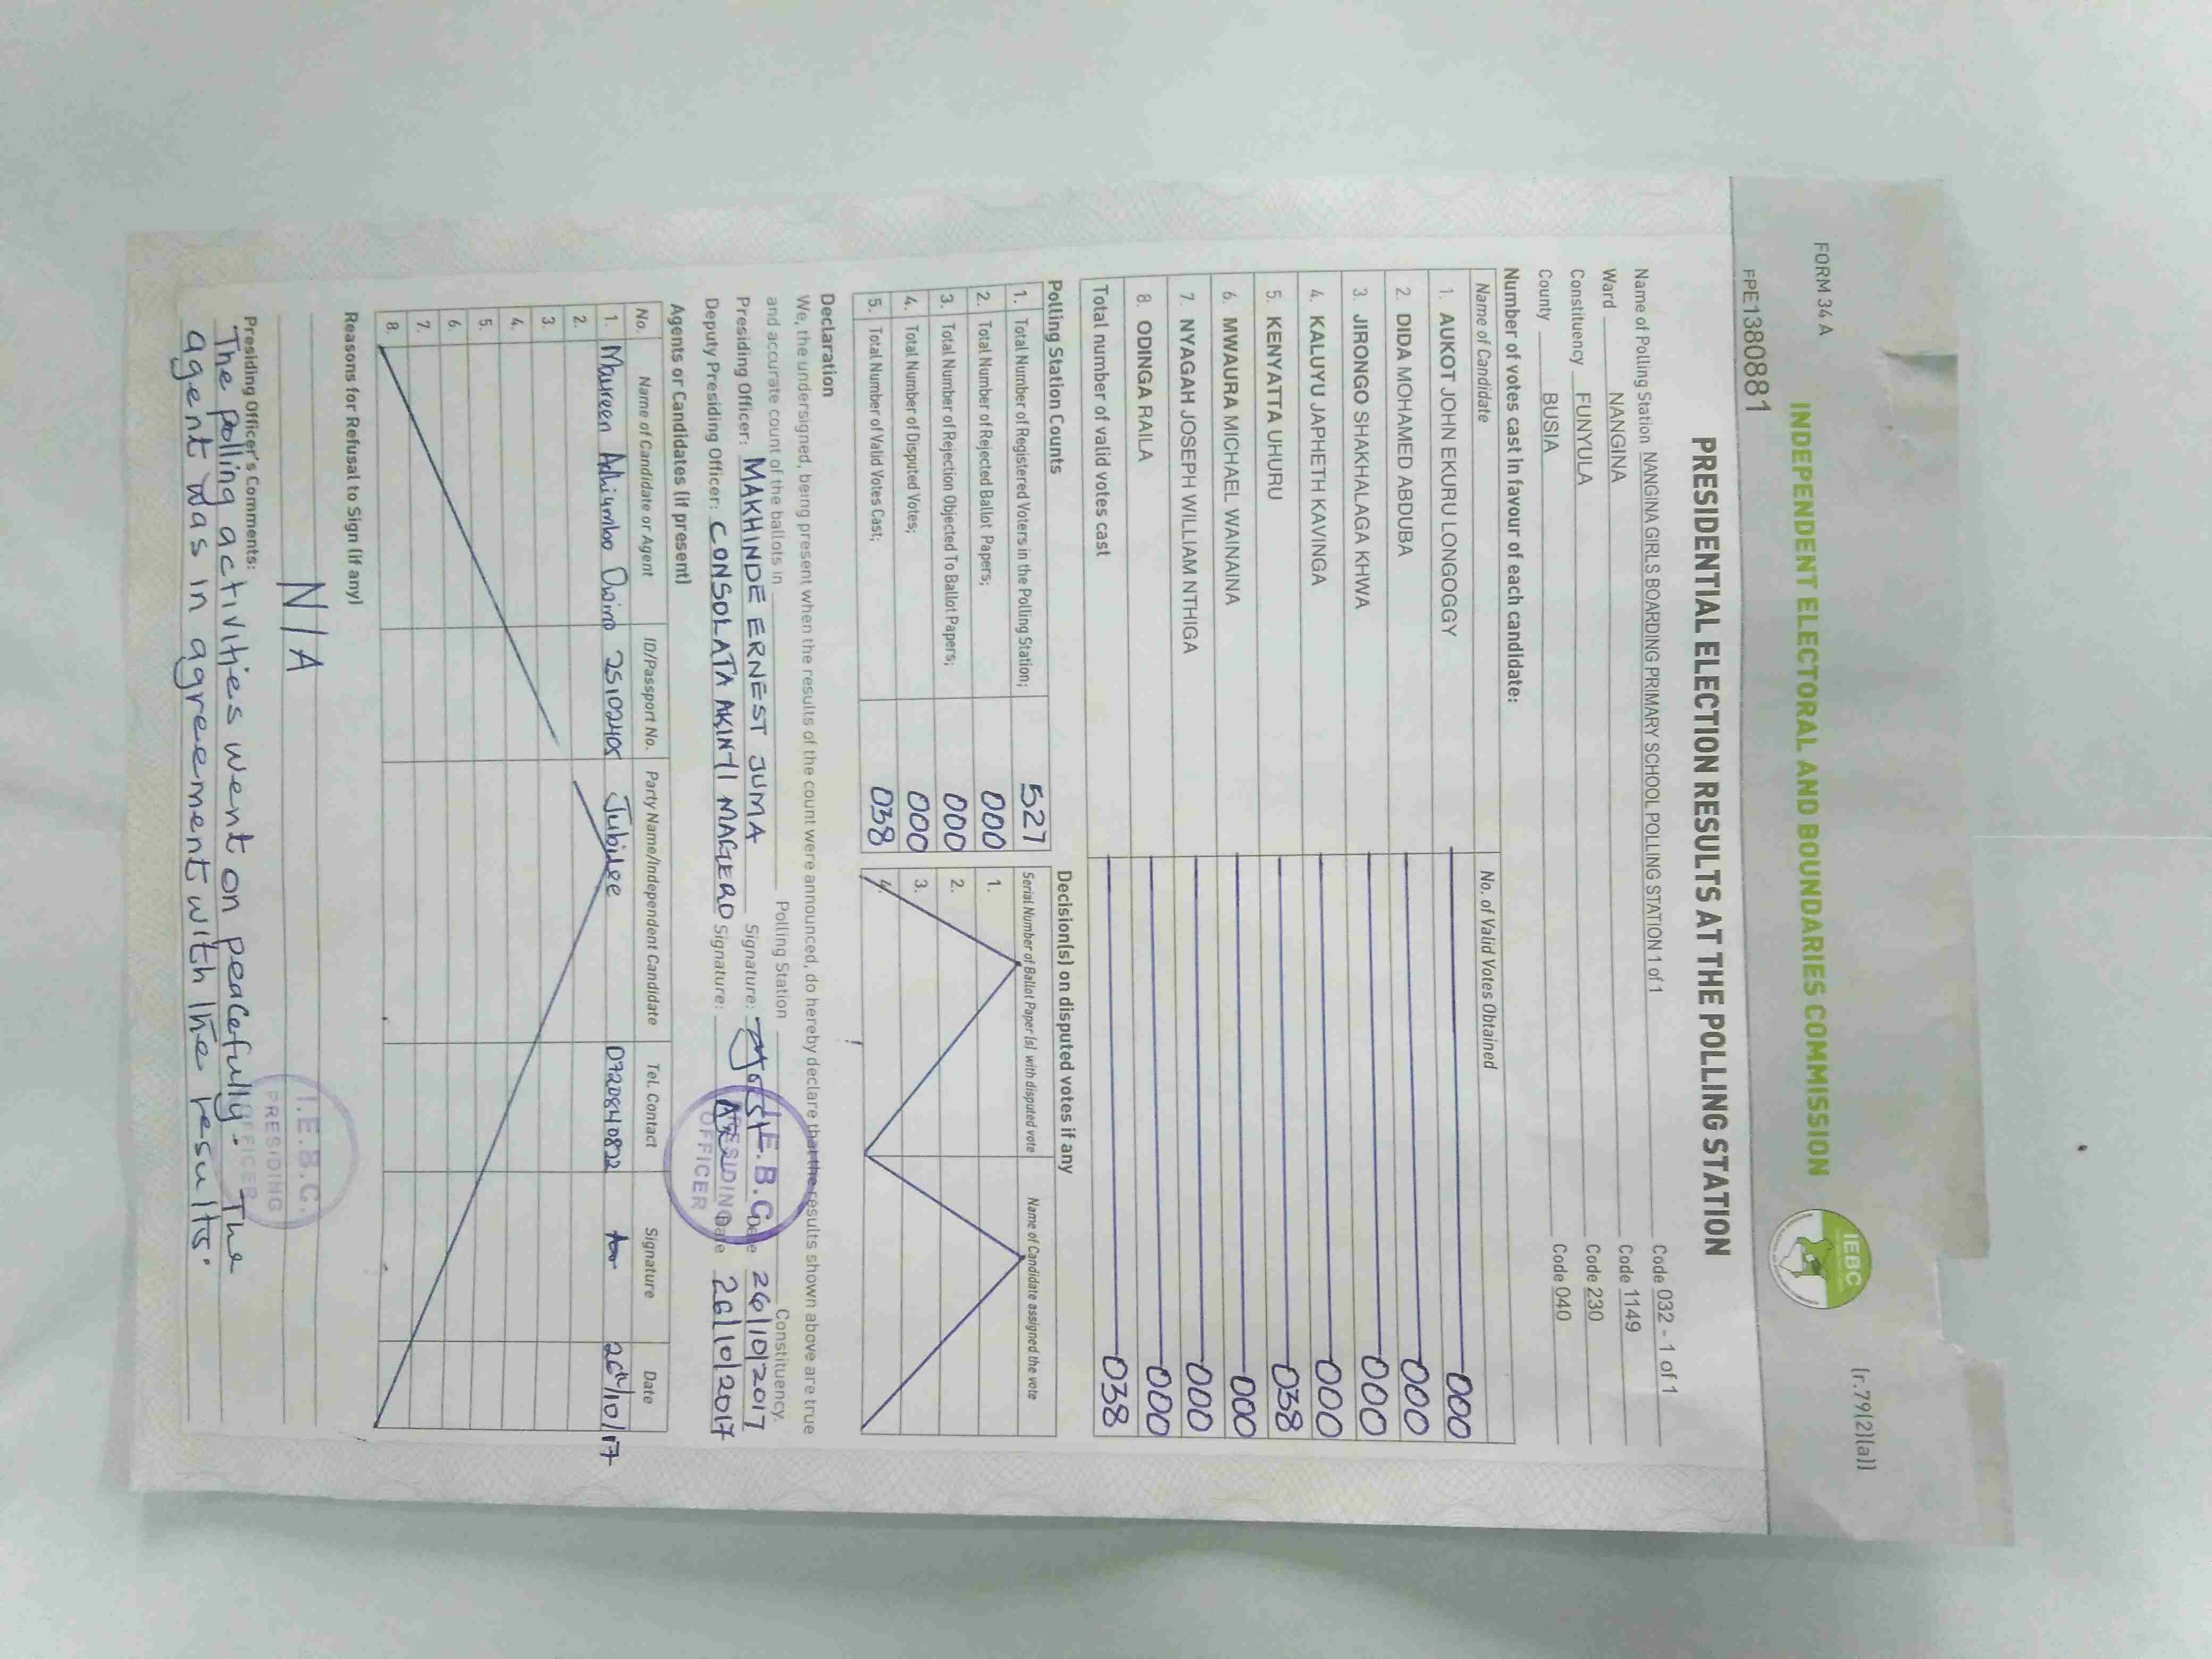 FORM 34 A
(r.79(2)(a))
INDEPENDENT ELECTORAL AND BOUNDARIES COMMISSION
IEBC
FPE1380881
PRESIDENTIAL ELECTION RESULTS AT THE POLLING STATION
Name of Polling Station NANGINA GIRLS BOARDING PRIMARY SCHOOL POLLING STATION 1 of 1 Code 032 - 1 of 1
Ward NANGINA Code 1149
Constituency FUNYULA Code 230
County BUSIA Code 040
Number of votes cast in favour of each candidate:
Name of Candidate No. of Valid Votes Obtained
1. AUKOT JOHN EKURU LONGOGGY 000
2. DIDA MOHAMED ABDUBA 000
3. JIRONGO SHAKHALAGA KHWA 000
4. KALUYU JAPHETH KAVINGA 000
5. KENYATTA UHURU 038
6. MWAURA MICHAEL WAINAINA 000
7. NYAGAH JOSEPH WILLIAM NTHIGA 000
8. ODINGA RAILA 000
Total number of valid votes cast 038
Polling Station Counts
1. Total Number of Registered Voters in the Polling Station; 527
2. Total Number of Rejected Ballot Papers; 000
3. Total Number of Rejection Objected To Ballot Papers; 000
4. Total Number of Disputed Votes; 000
5. Total Number of Valid Votes Cast; 038
Decision(s) on disputed votes if any
Serial Number of Ballot Paper (s) with disputed vote Name of Candidate assigned the vote
1.
2.
3.
4.
Declaration
We, the undersigned, being present when the results of the count were announced, do hereby declare that the results shown above are true
and accurate count of the ballots in Polling Station Constituency.
Presiding Officer: MAKHINDE ERNEST JUMA Signature: Date 26/10/2017
Deputy Presiding Officer: CONSOLATA AKINYI MAGERO Signature: Date 26/10/2017
I.E.B.C.
PRESIDING
OFFICER
Agents or Candidates (if present)
No. Name of Candidate or Agent ID/Passport No. Party Name/Independent Candidate Tel. Contact Signature Date
1. Maureen Adhiambo 25102405 Jubilee 0720840892 26th/10/17
2.
3.
4.
5.
6.
7.
8.
Reasons for Refusal to Sign (if any)
N/A
I.E.B.C.
PRESIDING
OFFICER
Presiding Officer's Comments:
The polling activities went on peacefully. The
agent was in agreement with the results.